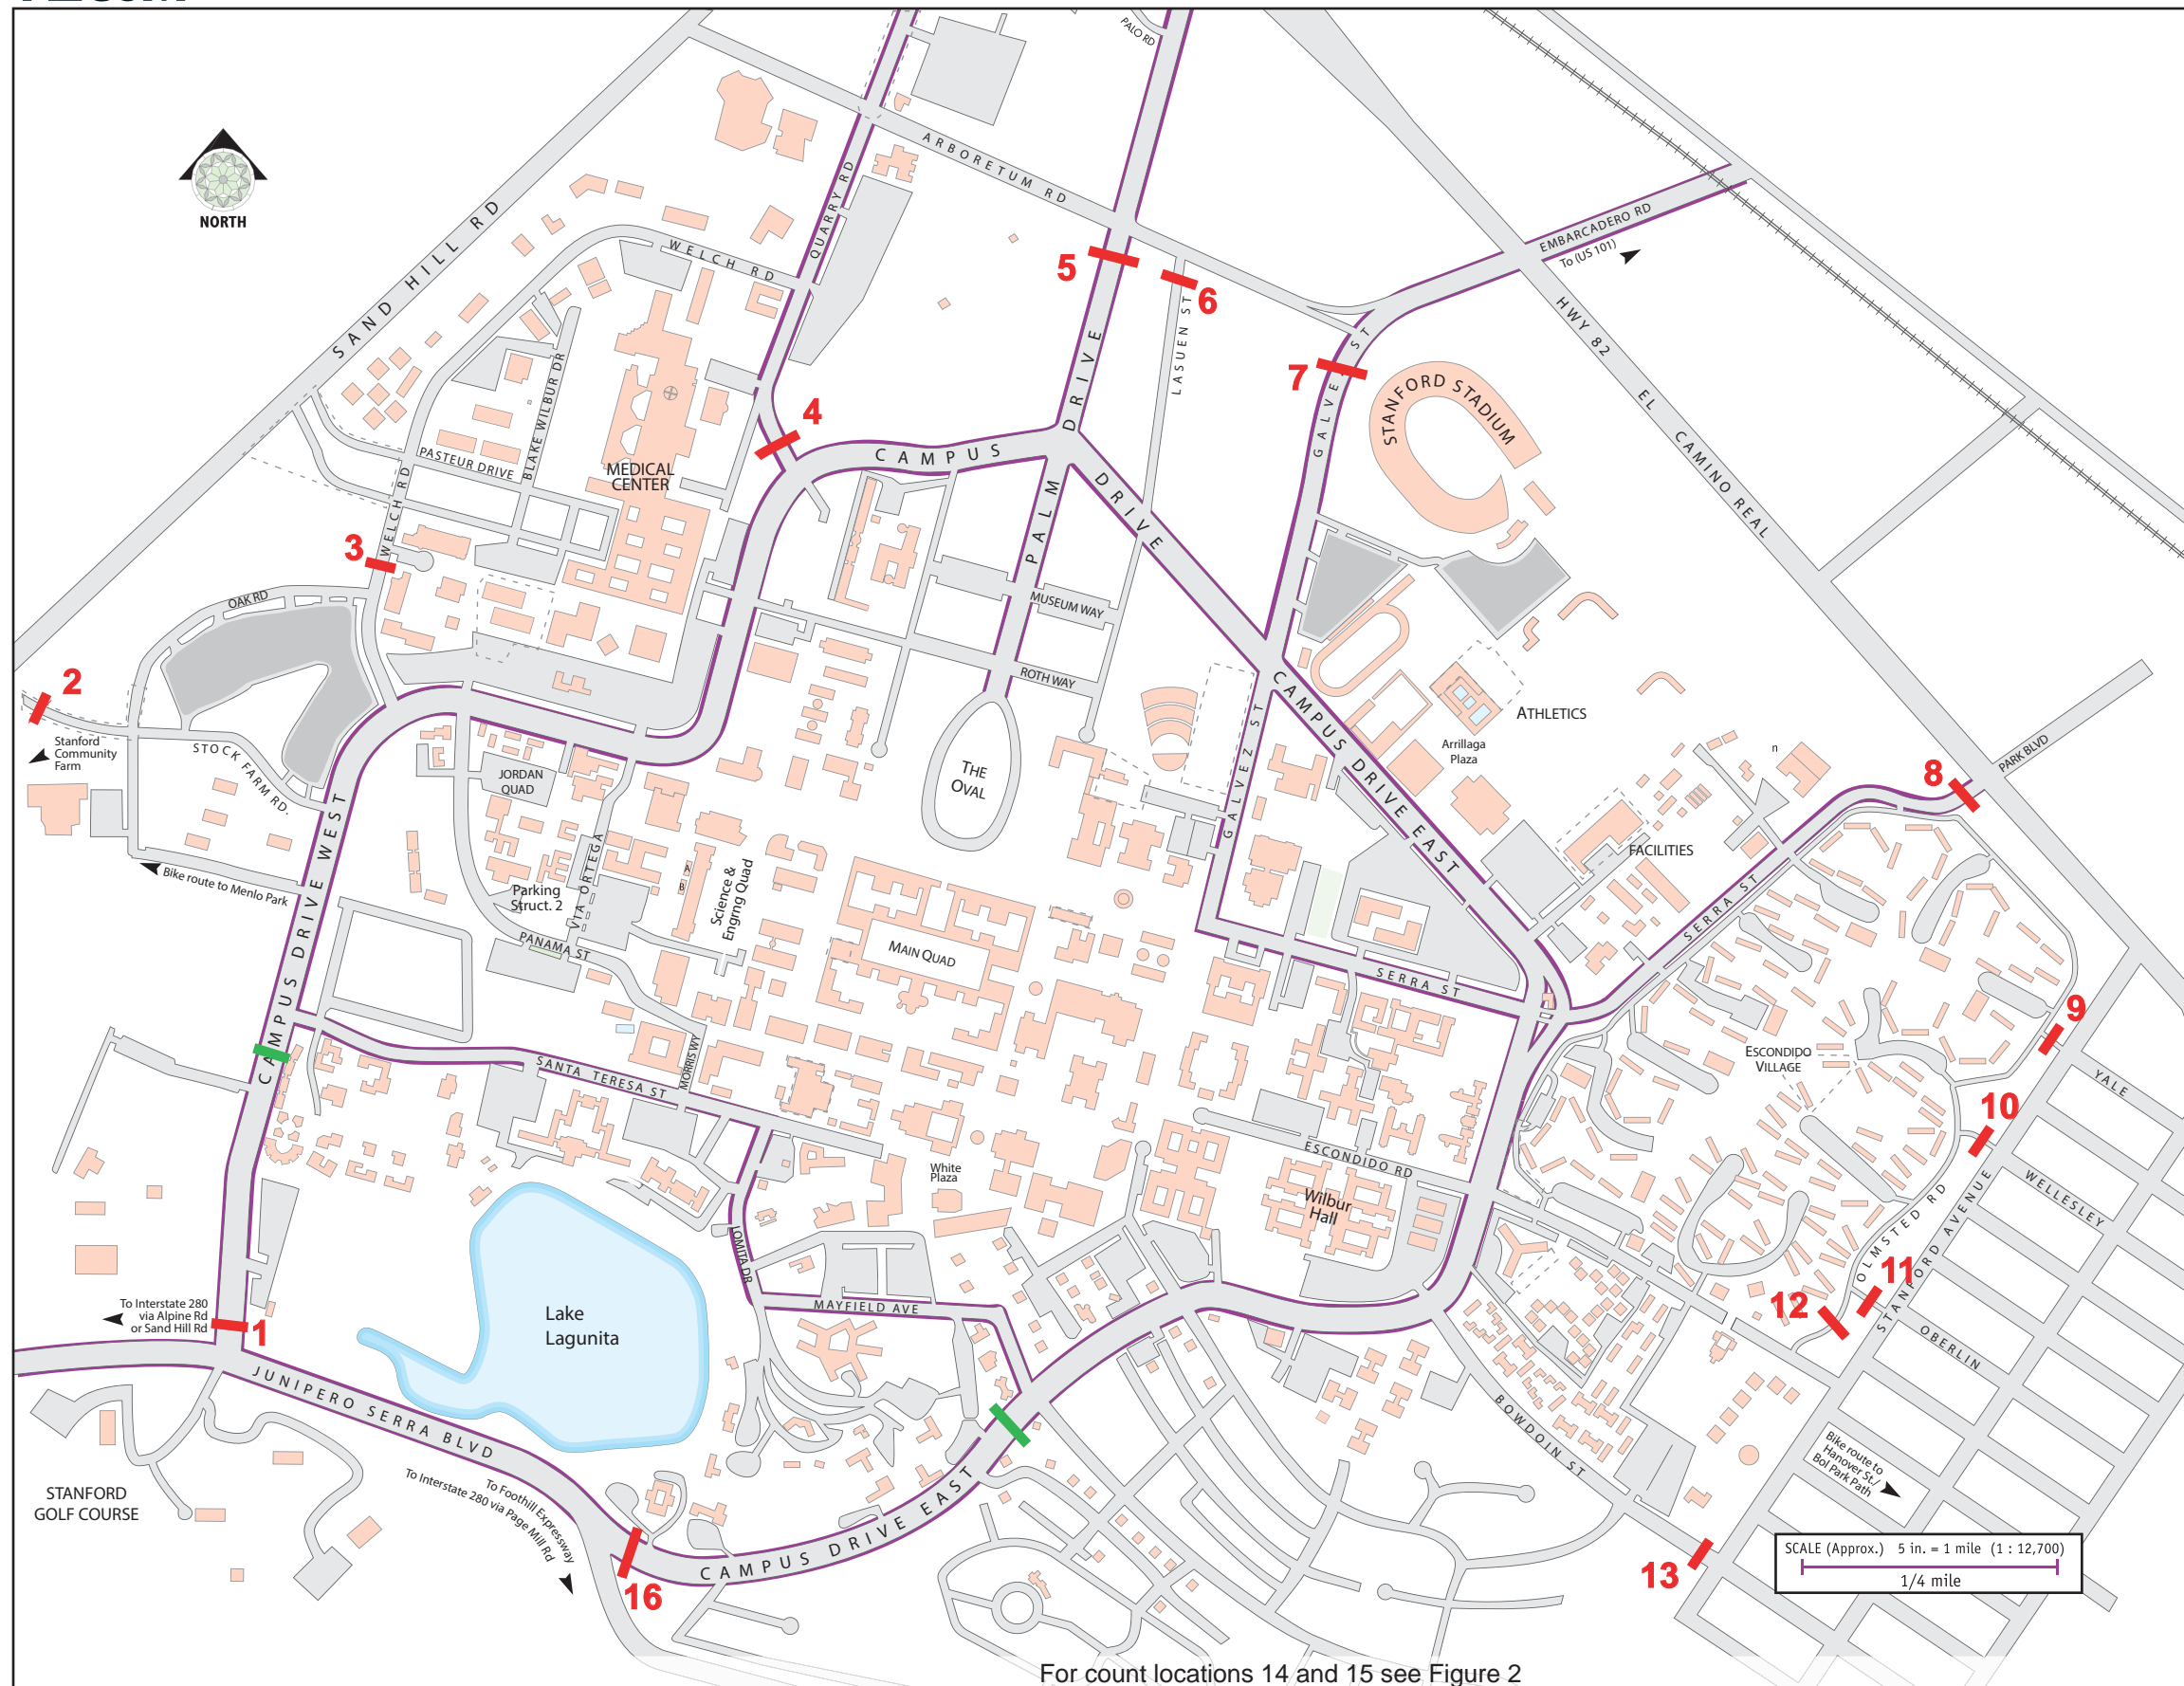 PALO RD
ARBORETUM RD
QUARRY RD
NORTH
SAND HILL RD
WELCH RD
EMBARCADERO RD
To (US 101)
5
6
HWY 82
EL CAMINO REAL
LASUEN ST
PALM DRIVE
7
GALVEZ ST
STANFORD STADIUM
BLAKE WILBUR DR
4
CAMPUS DRIVE
PASTEUR DRIVE
MEDICAL
CENTER
WELCH RD
3
OAK RD
MUSEUM WAY
ROTH WAY
2
Stanford
Community
Farm
STOCK FARM RD.
JORDAN
QUAD
THE
OVAL
GALVEZ ST
CAMPUS DRIVE EAST
ATHLETICS
Arrillaga
Plaza
n
PARK BLVD
8
FACILITIES
CAMPUS DRIVE WEST
Bike route to Menlo Park
VIA ORTEGA
Parking
Struct. 2
A
B
Science &
Engrng Quad
PANAMA ST
MAIN QUAD
SERRA ST
SERRA ST
9
ESCONDIDO
VILLAGE
YALE
SANTA TERESA ST
MORRIS WY
10
ESCONDIDO RD
White
Plaza
Wilbur
Hall
WELLESLEY
OLMSTED RD
STANFORD AVENUE
11
12
OBERLIN
LOMITA DR
MAYFIELD AVE
Lake
Lagunita
To Interstate 280
via Alpine Rd
or Sand Hill Rd
1
JUNIPERO SERRA BLVD
BOWDOIN ST
Bike route to
Hanover St./
Bol Park Path
STANFORD
GOLF COURSE
To Foothill Expressway
To Interstate 280 via Page Mill Rd
CAMPUS DRIVE EAST
16
13
SCALE (Approx.) 5 in. = 1 mile (1 : 12,700)
1/4 mile
For count locations 14 and 15 see Figure 2